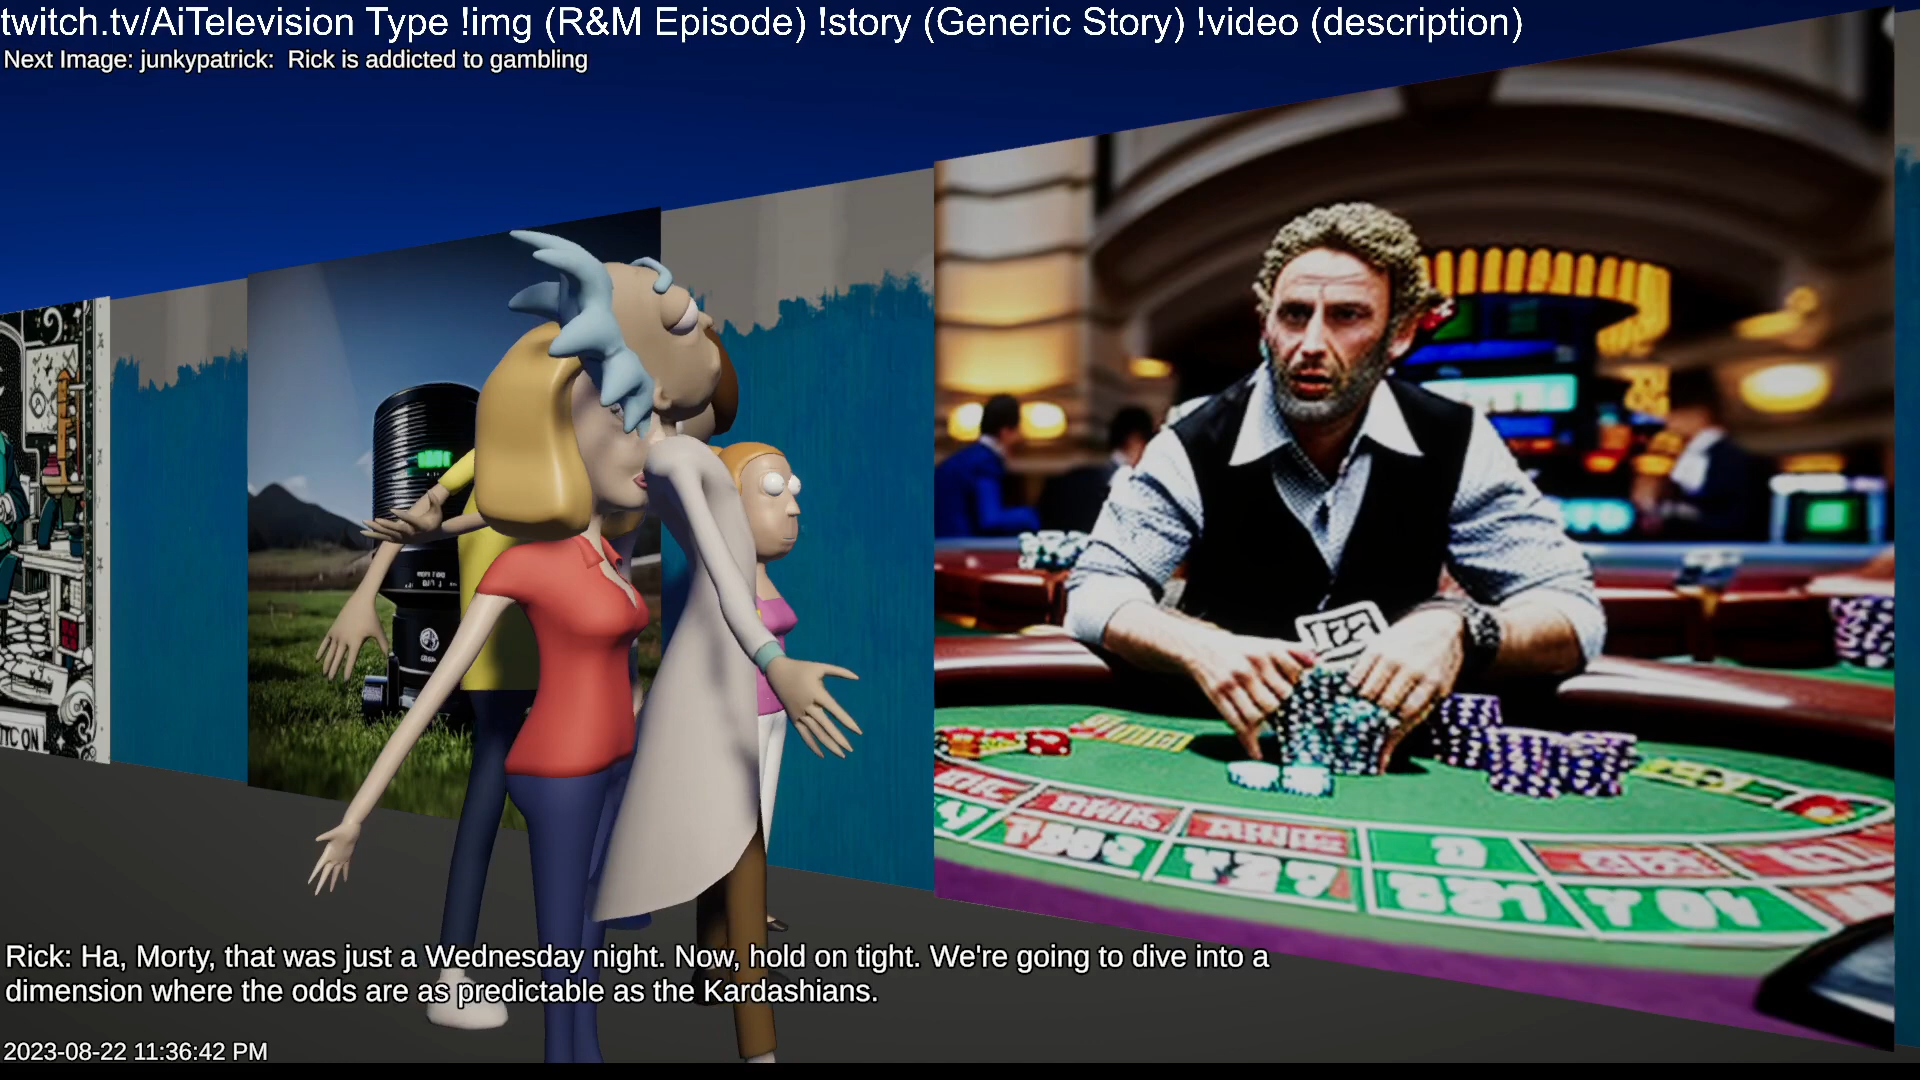 twitch.tv/AiTelevision Type !img (R&M Episode) !story (Generic Story) !video (description)
Next Image: junkypatrick:  Rick is addicted to gambling
Rick: Ha, Morty, that was just a Wednesday night. Now, hold on tight. We're going to dive into a
dimension where the odds are as predictable as the Kardashians.
2023-08-22 11:36:42 PM